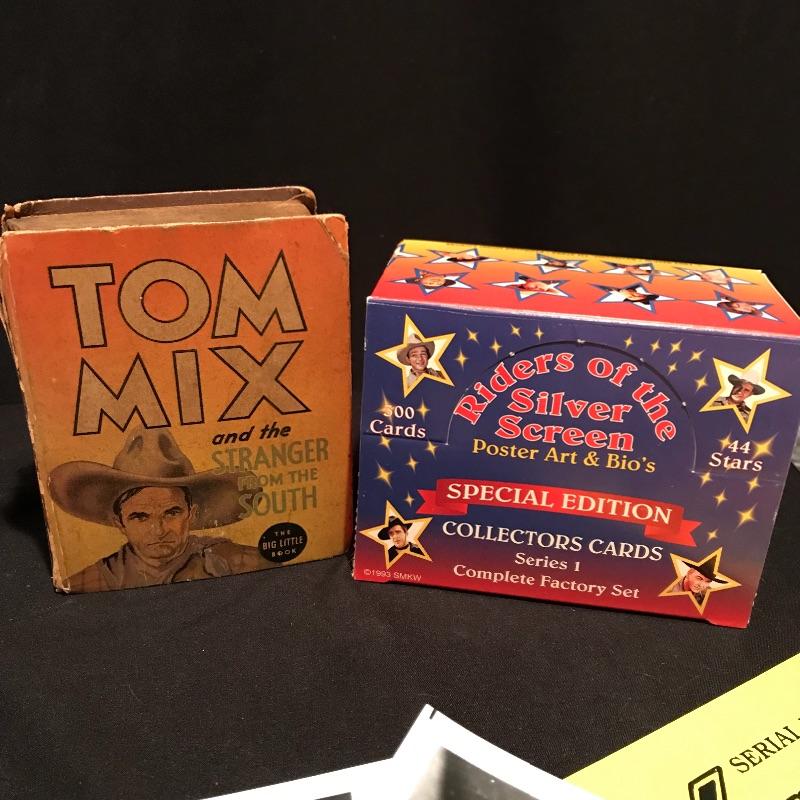 TOM
MIX
and the
STRANGER
FROM THE
SOUTH
THE
BIG LITTLE
BOOK
Riders of the
Silver
Screen
Poster Art & Bio's
500
Cards
44
Stars
SPECIAL EDITION
COLLECTORS CARDS
Series 1
Complete Factory Set
©1993 SMKW
SERIAL